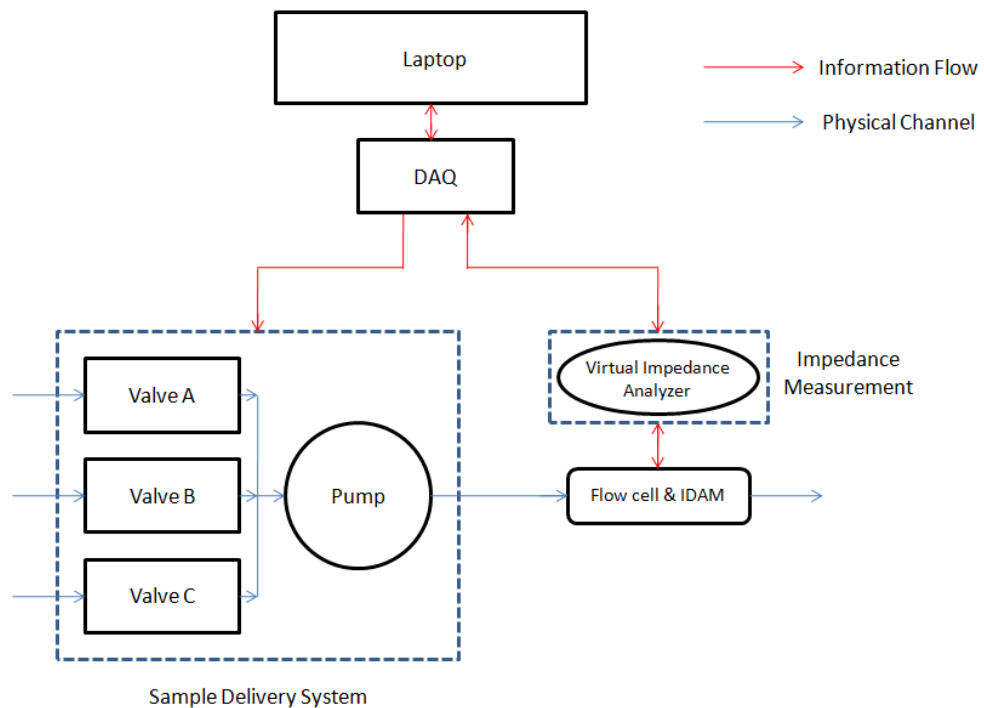 Laptop
Information Flow
Physical Channel
DAQ
Valve A
Valve B
Valve C
Pump
Virtual Impedance
Analyzer
Impedance
Measurement
Flow cell & IDAM
Sample Delivery System